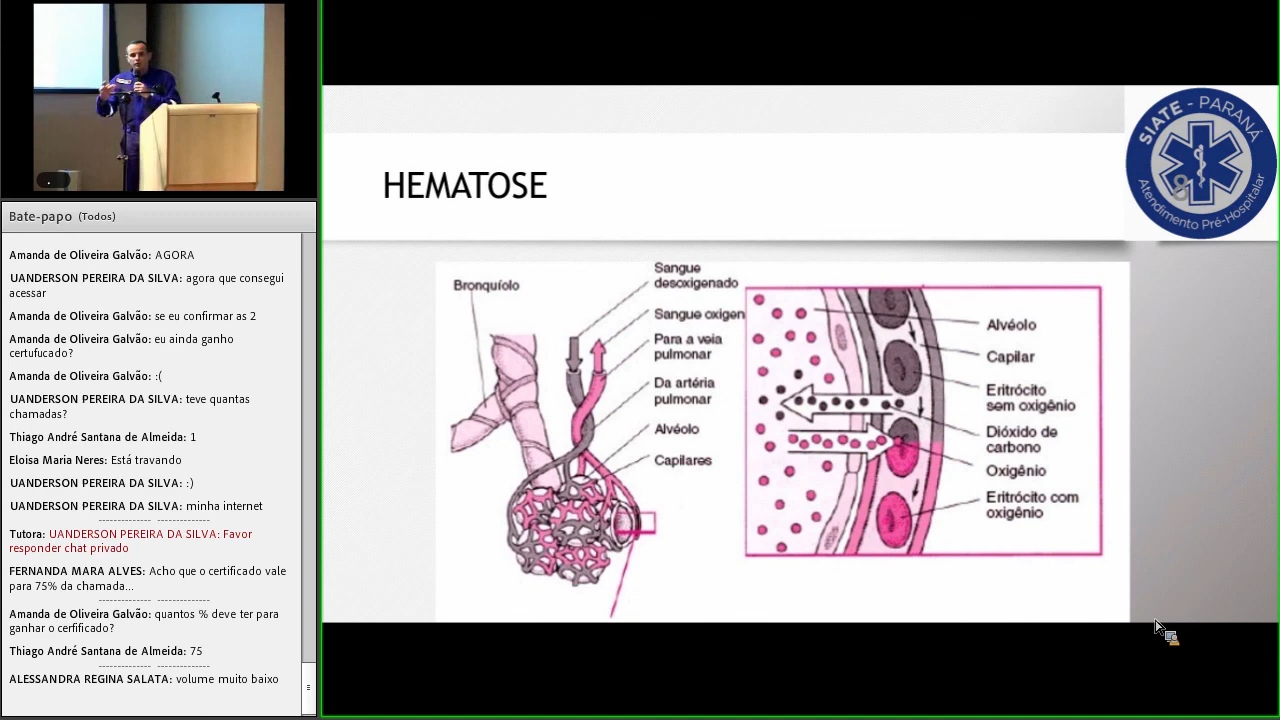 Bate-papo (Todos)
Amanda de Oliveira Galvão: AGORA
UANDERSON PEREIRA DA SILVA: agora que consegui
acessar
Amanda de Oliveira Galvão: se eu confirmar as 2
Amanda de Oliveira Galvão: eu ainda ganho
certufucado?
Amanda de Oliveira Galvão: :(
UANDERSON PEREIRA DA SILVA: teve quantas
chamadas?
Thiago André Santana de Almeida: 1
Eloisa Maria Neres: Está travando
UANDERSON PEREIRA DA SILVA: :)
UANDERSON PEREIRA DA SILVA: minha internet
-------------- --------------
Tutora: UANDERSON PEREIRA DA SILVA: Favor
responder chat privado
FERNANDA MARA ALVES: Acho que o certificado vale
para 75% da chamada...
-------------- --------------
Amanda de Oliveira Galvão: quantos % deve ter para
ganhar o cerfificado?
Thiago André Santana de Almeida: 75
-------------- --------------
ALESSANDRA REGINA SALATA: volume muito baixo
HEMATOSE
SIATE - PARANÁ
8
Atendimento Pré-Hospitalar
Bronquíolo
Sangue
desoxigenado
Sangue oxigen
Para a veia
pulmonar
Da artéria
pulmonar
Alvéolo
Capilares
Alvéolo
Capilar
Eritrócito
sem oxigênio
Dióxido de
carbono
Oxigênio
Eritrócito com
oxigênio